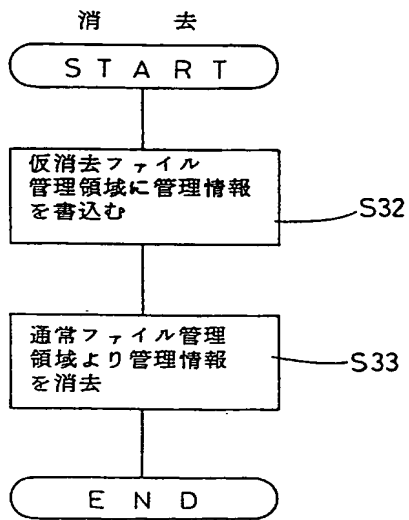 消去
START
仮消去ファイル
管理領域に管理情報
を書込む
S32
通常ファイル管理
領域より管理情報
を消去
S33
END